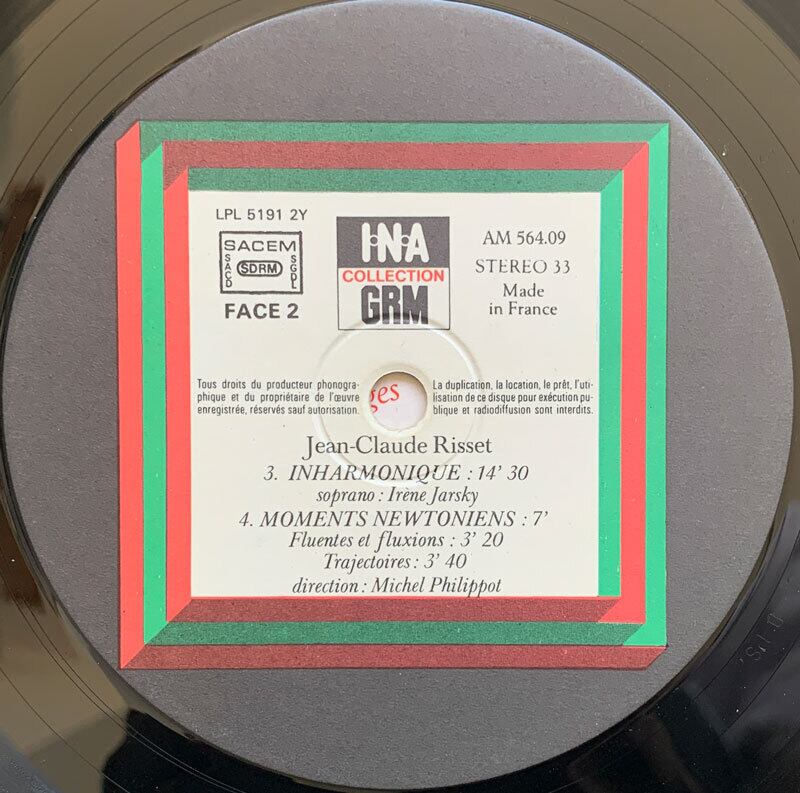 LPL 5191 2Y
SACEM
SACD
SDRM
SGDL
FACE 2
I·N·A
COLLECTION
GRM
AM 564.09
STEREO 33
Made
in France
Tous droits du producteur phonogra-
phique et du propriétaire de l'œuvre
enregistrée, réservés sauf autorisation.
ges
La duplication, la location, le prêt, l'uti-
lisation de ce disque pour exécution pu-
blique et radiodiffusion sont interdits.
Jean-Claude Risset
3. INHARMONIQUE : 14' 30
soprano : Irène Jarsky
4. MOMENTS NEWTONIENS : 7'
Fluentes et fluxions : 3' 20
Trajectoires : 3' 40
direction : Michel Philippot